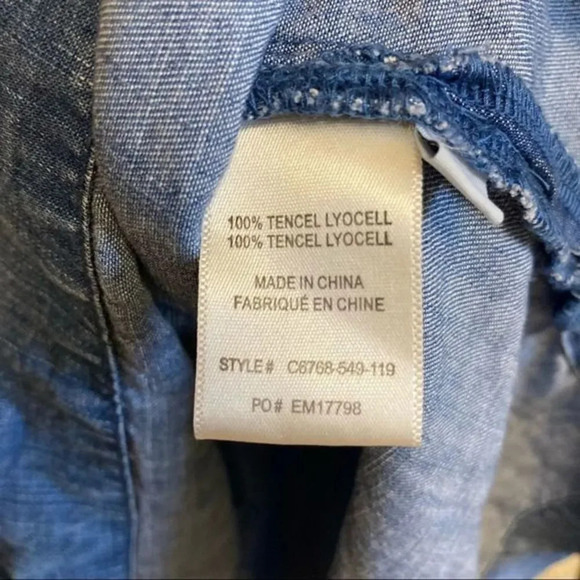 100% TENCEL LYOCELL
100% TENCEL LYOCELL
MADE IN CHINA
FABRIQUÉ EN CHINE
STYLE# C6768-549-119
PO# EM17798